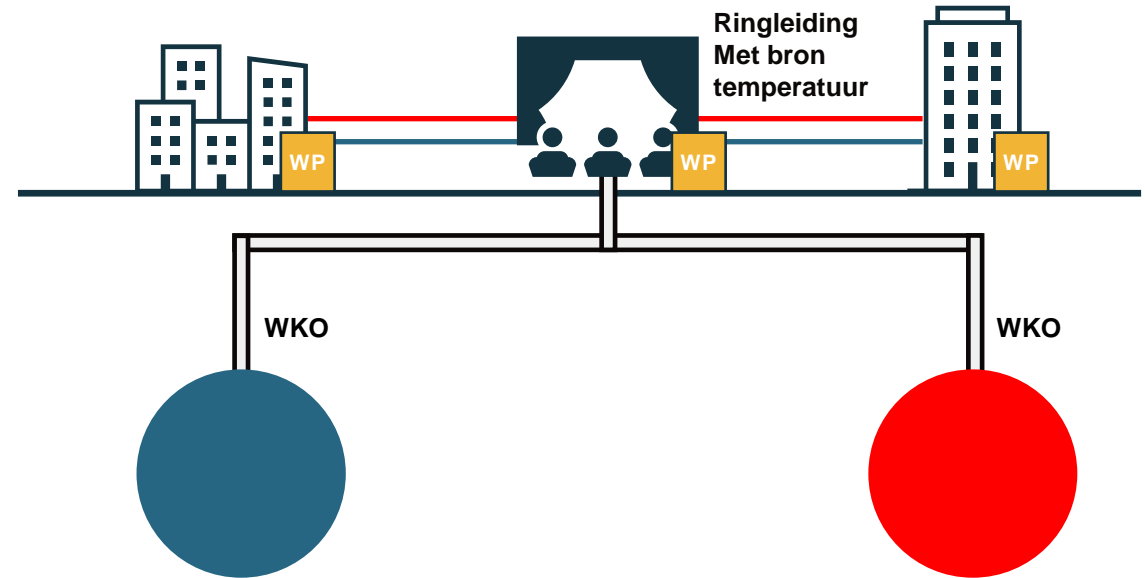 Ringleiding
Met bron
temperatuur
WP
WP
WP
WKO
WKO